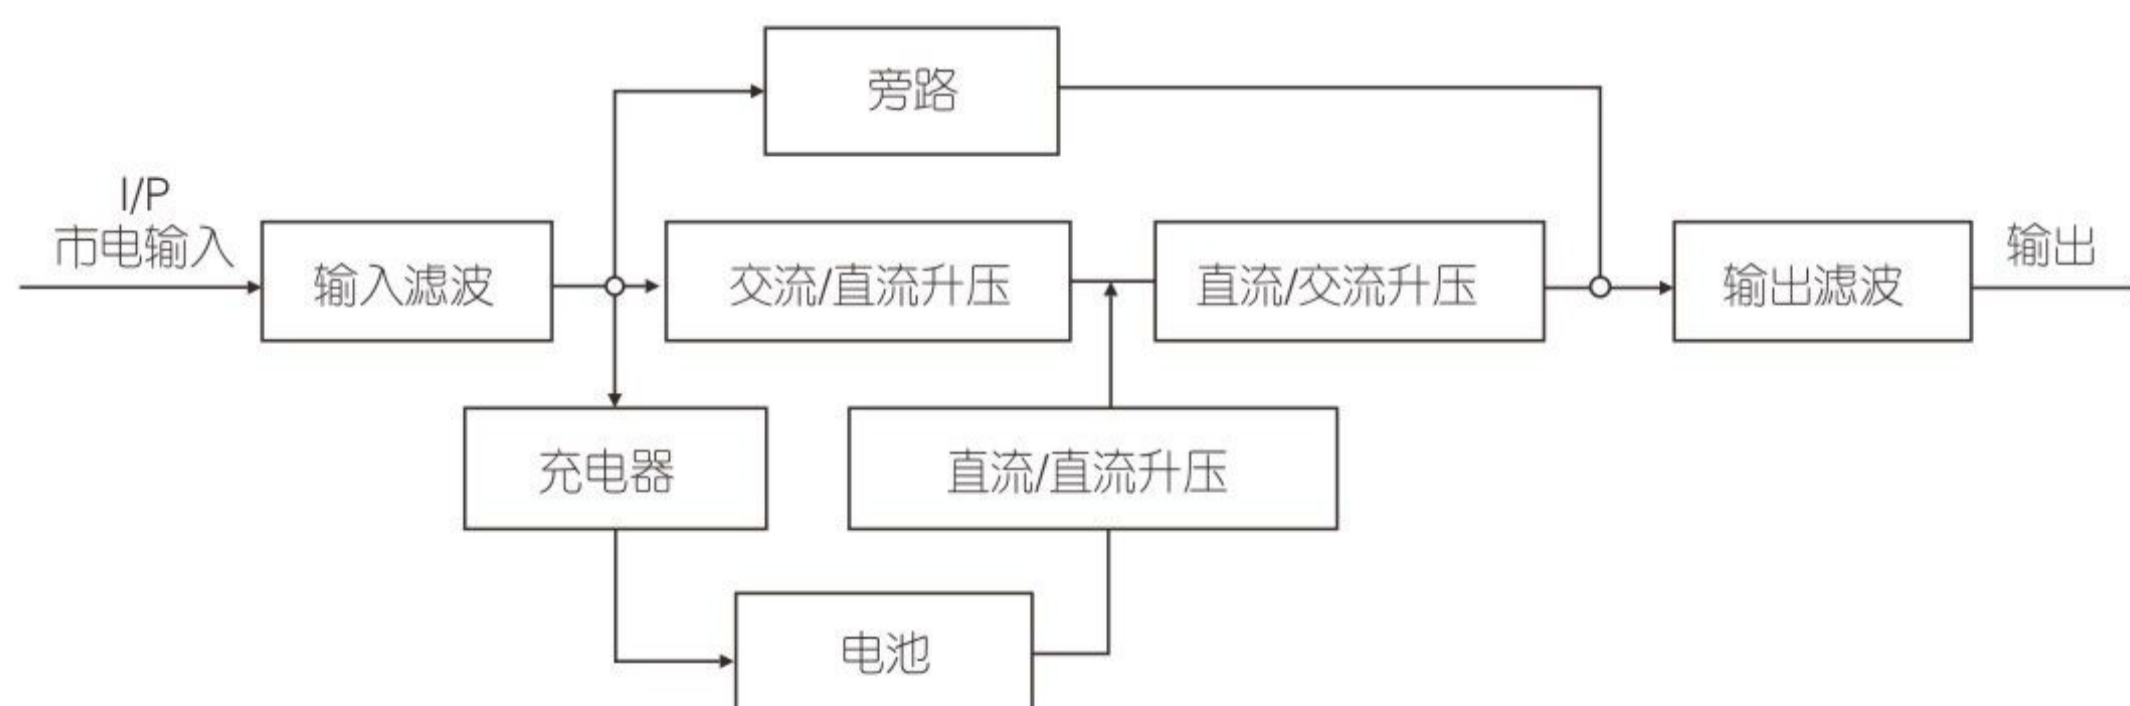 旁路
I/P
市电输入
输入滤波
交流/直流升压
直流/交流升压
输出滤波
输出
充电器
直流/直流升压
电池